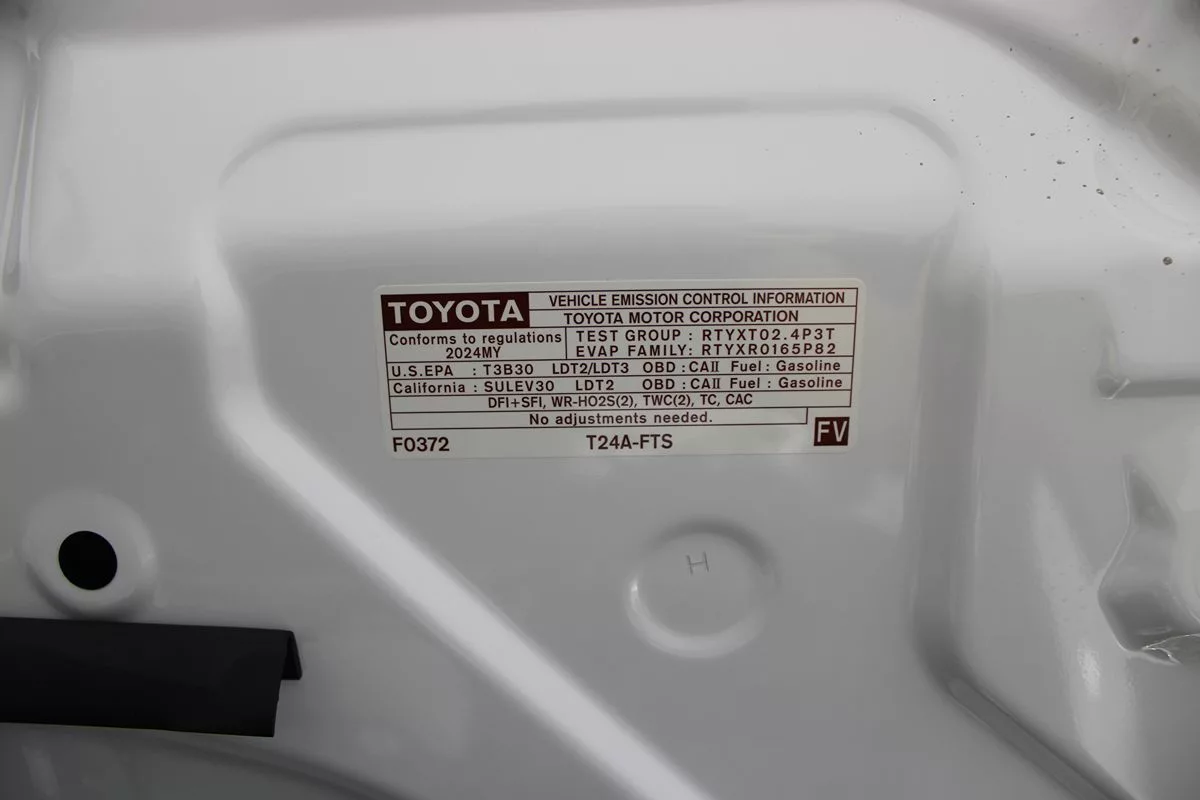 TOYOTA VEHICLE EMISSION CONTROL INFORMATION
TOYOTA MOTOR CORPORATION
Conforms to regulations
2024MY
TEST GROUP : RTYXT02.4P3T
EVAP FAMILY: RTYXR0165P82
U.S.EPA : T3B30 LDT2/LDT3 OBD : CAII Fuel : Gasoline
California : SULEV30 LDT2 OBD : CAII Fuel : Gasoline
DFI+SFI, WR-HO2S(2), TWC(2), TC, CAC
No adjustments needed.
F0372 T24A-FTS FV
H